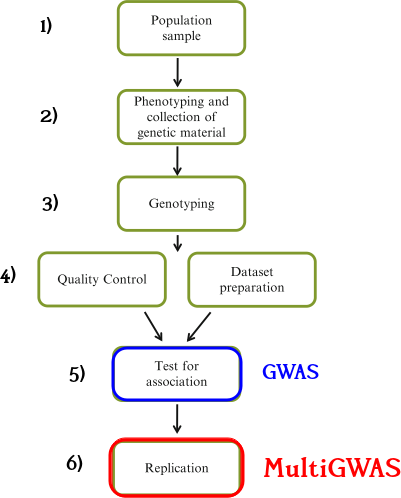 1)
Population
sample
2)
Phenotyping and
collection of
genetic material
3)
Genotyping
4)
Quality Control
Dataset
preparation
5)
Test for
association
GWAS
6)
Replication
MultiGWAS